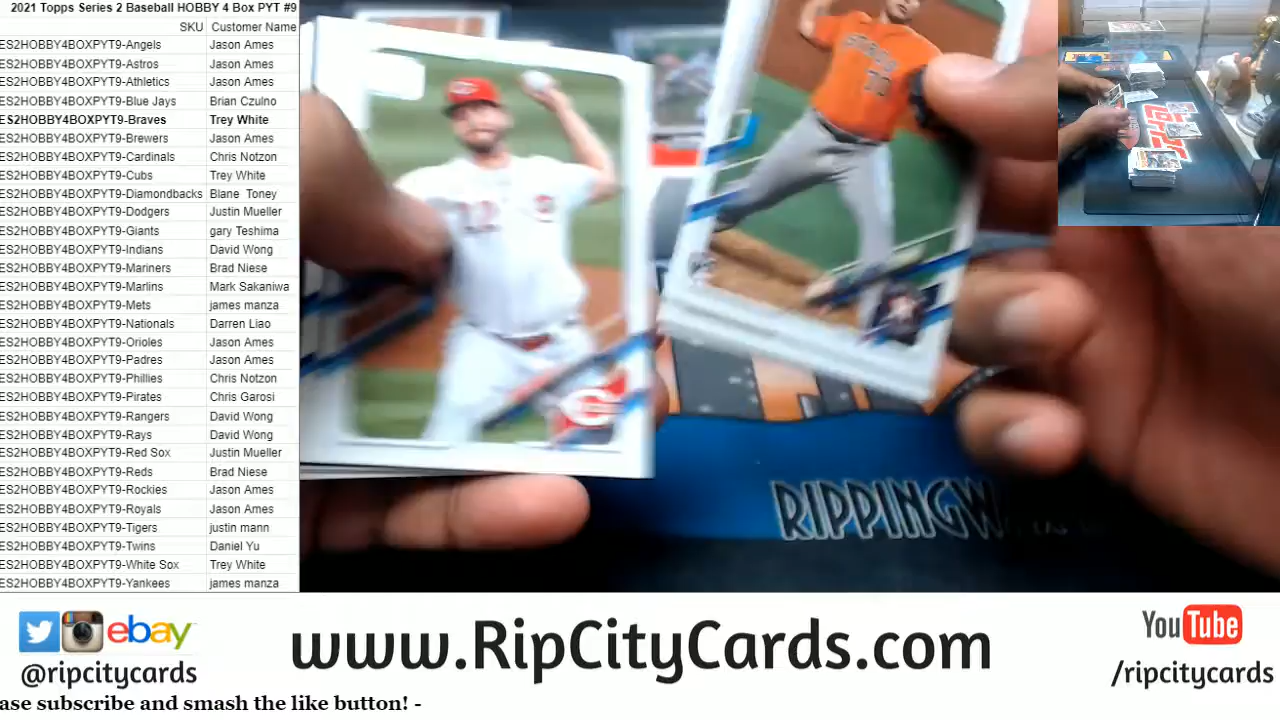 2021 Topps Series 2 Baseball HOBBY 4 Box PYT #9
SKU Customer Name
ES2HOBBY4BOXPYT9-Angels Jason Ames
ES2HOBBY4BOXPYT9-Astros Jason Ames
ES2HOBBY4BOXPYT9-Athletics Jason Ames
ES2HOBBY4BOXPYT9-Blue Jays Brian Czulno
ES2HOBBY4BOXPYT9-Braves Trey White
ES2HOBBY4BOXPYT9-Brewers Jason Ames
ES2HOBBY4BOXPYT9-Cardinals Chris Notzon
ES2HOBBY4BOXPYT9-Cubs Trey White
ES2HOBBY4BOXPYT9-Diamondbacks Blane Toney
ES2HOBBY4BOXPYT9-Dodgers Justin Mueller
ES2HOBBY4BOXPYT9-Giants gary Teshima
ES2HOBBY4BOXPYT9-Indians David Wong
ES2HOBBY4BOXPYT9-Mariners Brad Niese
ES2HOBBY4BOXPYT9-Marlins Mark Sakaniwa
ES2HOBBY4BOXPYT9-Mets james manza
ES2HOBBY4BOXPYT9-Nationals Darren Liao
ES2HOBBY4BOXPYT9-Orioles Jason Ames
ES2HOBBY4BOXPYT9-Padres Jason Ames
ES2HOBBY4BOXPYT9-Phillies Chris Notzon
ES2HOBBY4BOXPYT9-Pirates Chris Garosi
ES2HOBBY4BOXPYT9-Rangers David Wong
ES2HOBBY4BOXPYT9-Rays David Wong
ES2HOBBY4BOXPYT9-Red Sox Justin Mueller
ES2HOBBY4BOXPYT9-Reds Brad Niese
ES2HOBBY4BOXPYT9-Rockies Jason Ames
ES2HOBBY4BOXPYT9-Royals Jason Ames
ES2HOBBY4BOXPYT9-Tigers justin mann
ES2HOBBY4BOXPYT9-Twins Daniel Yu
ES2HOBBY4BOXPYT9-White Sox Trey White
ES2HOBBY4BOXPYT9-Yankees james manza
RIPPINGW
ebay
@ripcitycards
www.RipCityCards.com
YouTube
/ripcitycards
ase subscribe and smash the like button! -